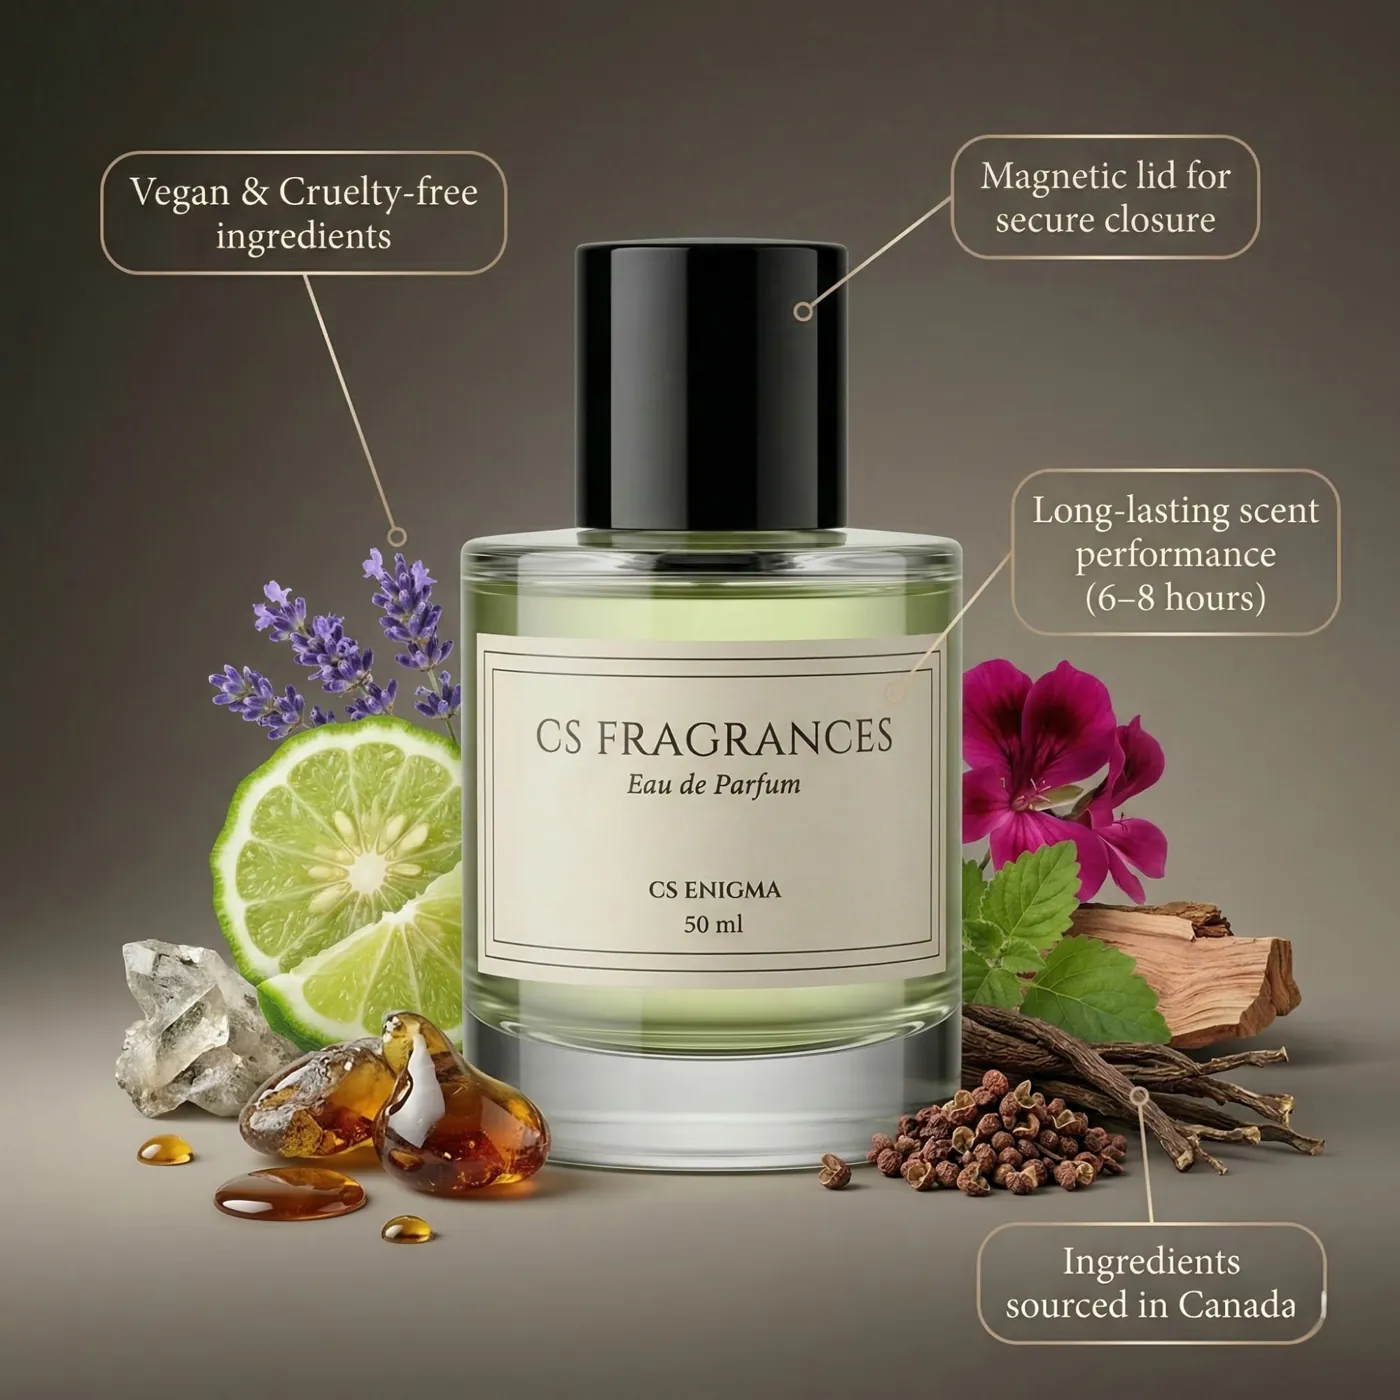 Vegan & Cruelty-free
ingredients
Magnetic lid for
secure closure
Long-lasting scent
performance
(6–8 hours)
CS FRAGRANCES
Eau de Parfum
CS ENIGMA
50 ml
Ingredients
sourced in Canada